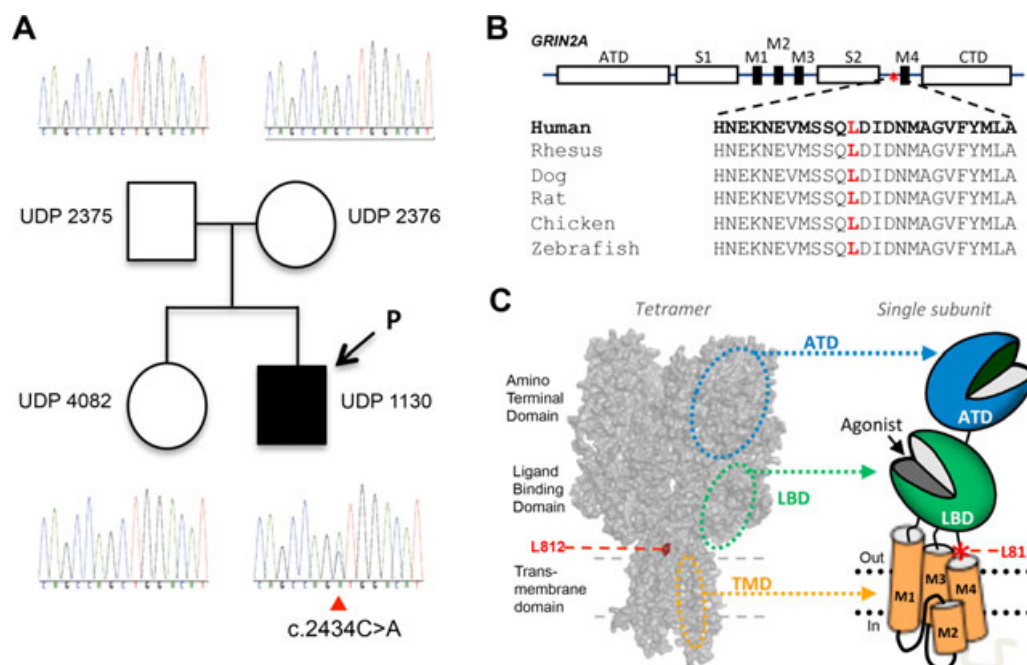 A
C A G C C A G C T G G A C A T
C A G C C A G C T G G A C A T
UDP 2375
UDP 2376
P
UDP 4082
UDP 1130
C A G C C A G C T G G A C A T
c.2434C>A
B
GRIN2A
ATD
S1
M1
M2
M3
S2
*
M4
CTD
Human HNEKNEVMSSQLDIDNMAGVFYMLA
Rhesus HNEKNEVMSSQLDIDNMAGVFYMLA
Dog HNEKNEVMSSQLDIDNMAGVFYMLA
Rat HNEKNEVMSSQLDIDNMAGVFYMLA
Chicken HNEKNEVMSSQLDIDNMAGVFYMLA
Zebrafish HNEKNEVMSSQLDIDNMAGVFYMLA
C
Tetramer
Single subunit
Amino
Terminal
Domain
ATD
ATD
Agonist
Ligand
Binding
Domain
LBD
LBD
L812
L81
Trans-
membrane
domain
TMD
Out
In
M1
M3
M4
M2